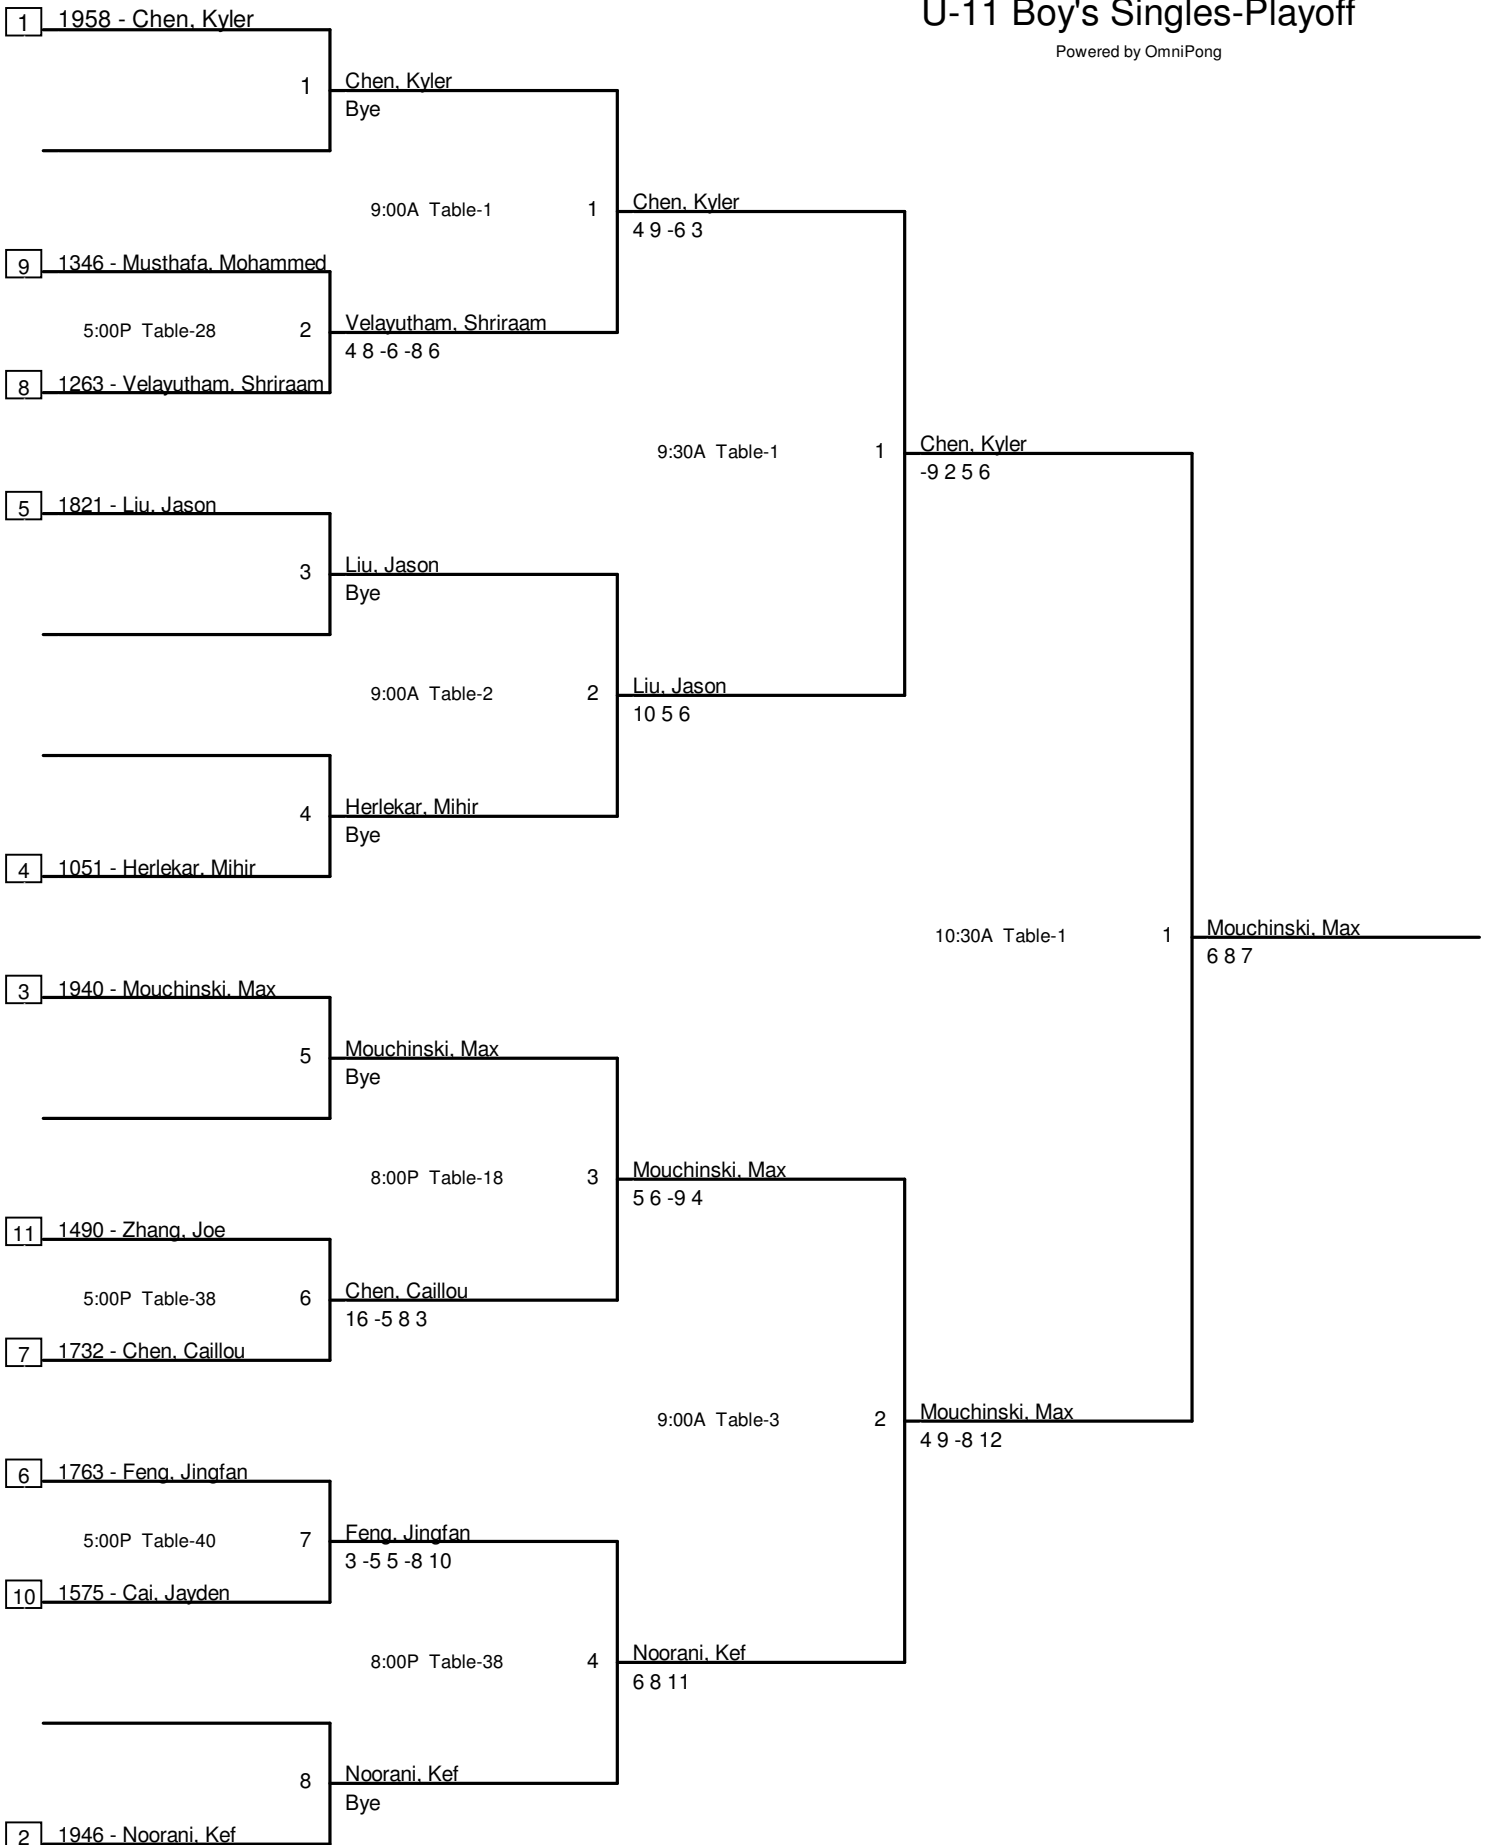 U-11 Boy's Singles-Playoff
Powered by OmniPong
1 1958 - Chen, Kyler
1 Chen, Kyler
Bye
9:00A Table-1 1 Chen, Kyler
4 9 -6 3
9 1346 - Musthafa, Mohammed
5:00P Table-28 2 Velayutham, Shriraam
4 8 -6 -8 6
8 1263 - Velayutham, Shriraam
9:30A Table-1 1 Chen, Kyler
-9 2 5 6
5 1821 - Liu, Jason
3 Liu, Jason
Bye
9:00A Table-2 2 Liu, Jason
10 5 6
4 Herlekar, Mihir
Bye
4 1051 - Herlekar, Mihir
10:30A Table-1 1 Mouchinski, Max
6 8 7
3 1940 - Mouchinski, Max
5 Mouchinski, Max
Bye
8:00P Table-18 3 Mouchinski, Max
5 6 -9 4
11 1490 - Zhang, Joe
5:00P Table-38 6 Chen, Caillou
16 -5 8 3
7 1732 - Chen, Caillou
9:00A Table-3 2 Mouchinski, Max
4 9 -8 12
6 1763 - Feng, Jingfan
5:00P Table-40 7 Feng, Jingfan
3 -5 5 -8 10
10 1575 - Cai, Jayden
8:00P Table-38 4 Noorani, Kef
6 8 11
8 Noorani, Kef
Bye
2 1946 - Noorani, Kef